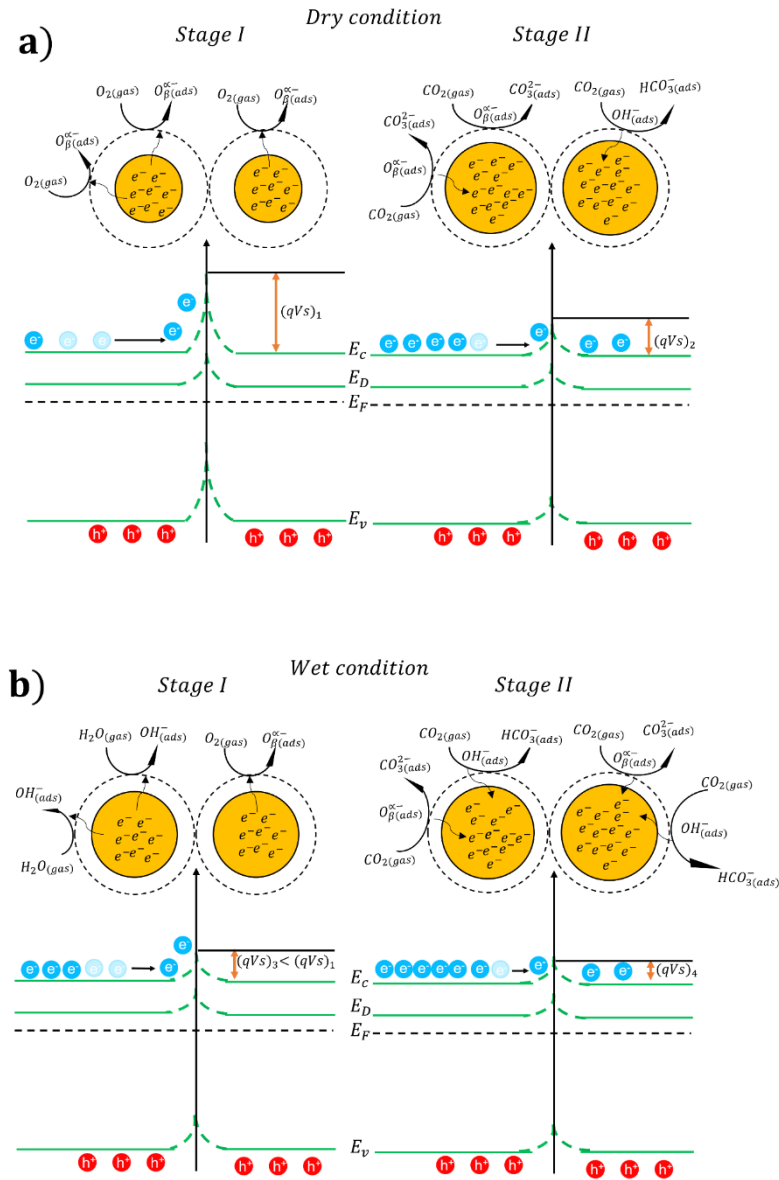 Dry condition
a)
Stage I
Stage II
O2(gas) Oβ(ads)^α− O2(gas) Oβ(ads)^α−
Oβ(ads)^α−
O2(gas)
e− e− e− e− e− e− e− e− e−
e− e− e− e− e− e− e− e− e−
CO2(gas) Oβ(ads)^α− CO3(ads)^2− CO2(gas) OH(ads)^− HCO3(ads)^−
CO3(ads)^2−
Oβ(ads)^α−
CO2(gas)
(qVs)1
(qVs)2
e- e- e- e- e-
e- e- e- e- e- e- e- e-
Ec
ED
EF
Ev
h+ h+ h+ h+ h+ h+
h+ h+ h+ h+ h+ h+
Wet condition
b)
Stage I
Stage II
H2O(gas) OH(ads)^− O2(gas) Oβ(ads)^α−
OH(ads)^−
H2O(gas)
e− e− e− e− e− e− e− e− e−
e− e− e− e− e− e− e− e− e−
CO2(gas) OH(ads)^− HCO3(ads)^− CO2(gas) Oβ(ads)^α− CO3(ads)^2−
CO3(ads)^2−
Oβ(ads)^α−
CO2(gas)
CO2(gas)
OH(ads)^−
HCO3(ads)^−
(qVs)3 < (qVs)1
(qVs)4
e- e- e- e- e- e- e-
e- e- e- e- e- e- e- e- e- e-
Ec
ED
EF
Ev
h+ h+ h+ h+ h+ h+
h+ h+ h+ h+ h+ h+